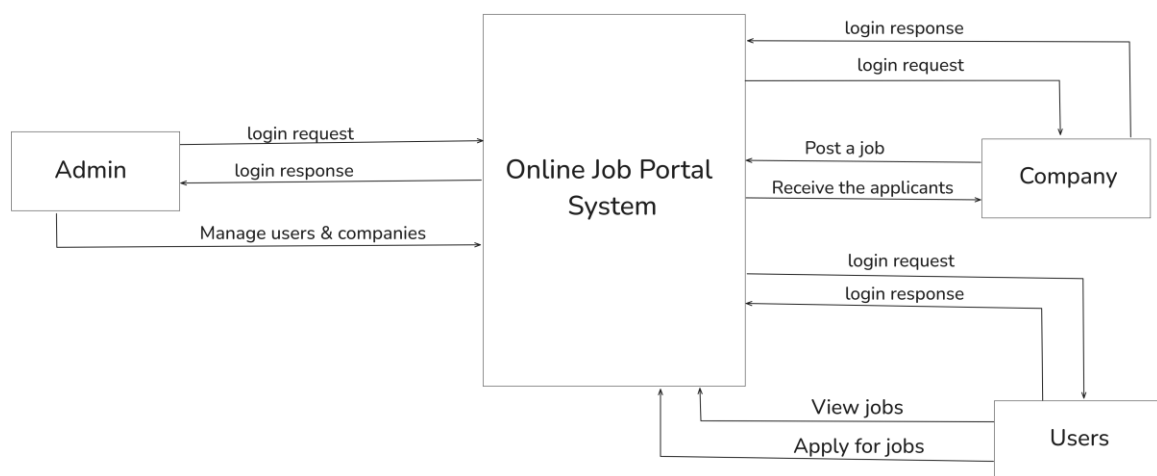 login response
login request
login request
Admin
login response
Manage users & companies
Online Job Portal
System
Post a job
Company
Receive the applicants
login request
login response
View jobs
Apply for jobs
Users